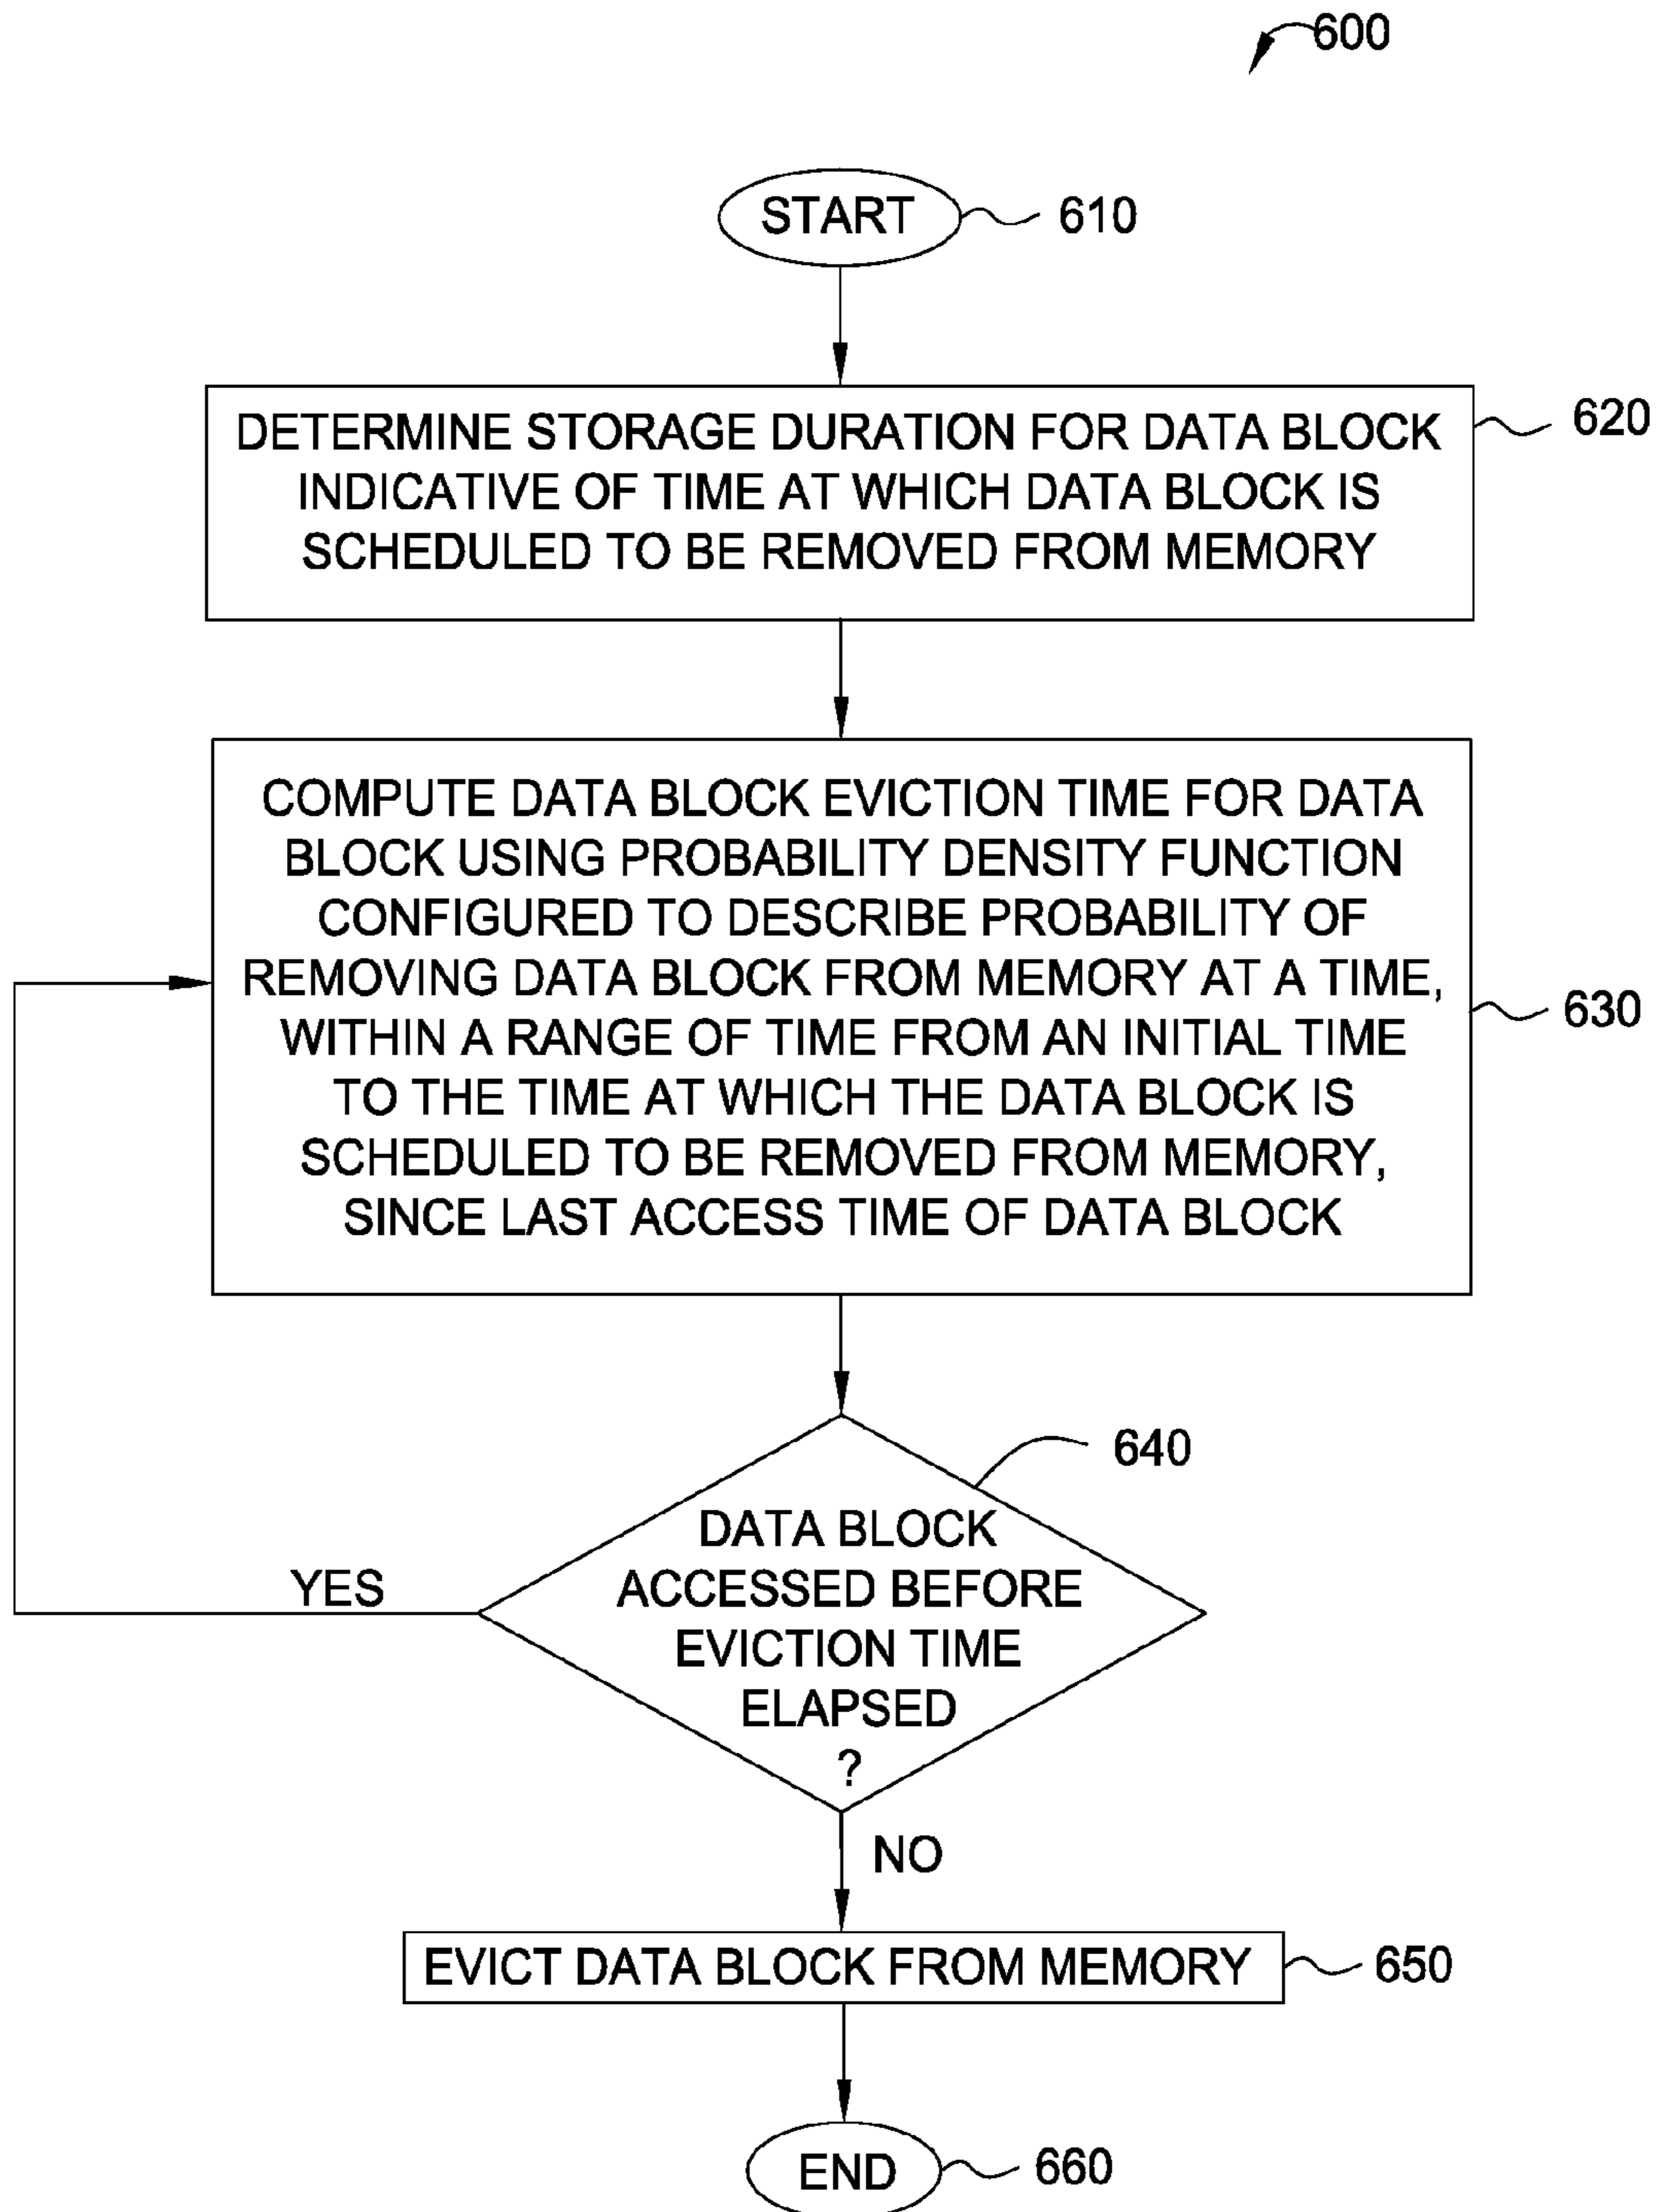 600
START
610
DETERMINE STORAGE DURATION FOR DATA BLOCK
INDICATIVE OF TIME AT WHICH DATA BLOCK IS
SCHEDULED TO BE REMOVED FROM MEMORY
620
COMPUTE DATA BLOCK EVICTION TIME FOR DATA
BLOCK USING PROBABILITY DENSITY FUNCTION
CONFIGURED TO DESCRIBE PROBABILITY OF
REMOVING DATA BLOCK FROM MEMORY AT A TIME,
WITHIN A RANGE OF TIME FROM AN INITIAL TIME
TO THE TIME AT WHICH THE DATA BLOCK IS
SCHEDULED TO BE REMOVED FROM MEMORY,
SINCE LAST ACCESS TIME OF DATA BLOCK
630
640
DATA BLOCK
ACCESSED BEFORE
EVICTION TIME
ELAPSED
?
YES
NO
EVICT DATA BLOCK FROM MEMORY
650
END
660